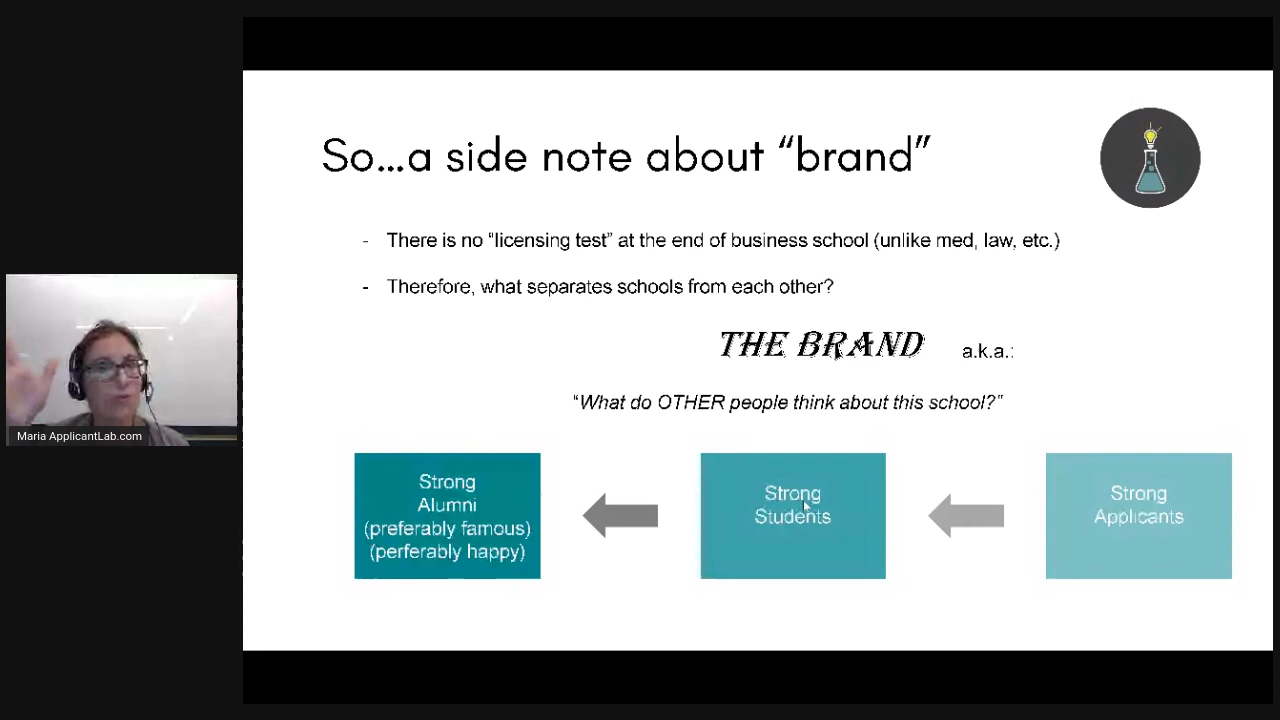 So...a side note about “brand”
- There is no “licensing test” at the end of business school (unlike med, law, etc.)
- Therefore, what separates schools from each other?
THE BRAND a.k.a.:
“What do OTHER people think about this school?”
Strong
Alumni
(preferably famous)
(perferably happy)
Strong
Students
Strong
Applicants
Maria ApplicantLab.com